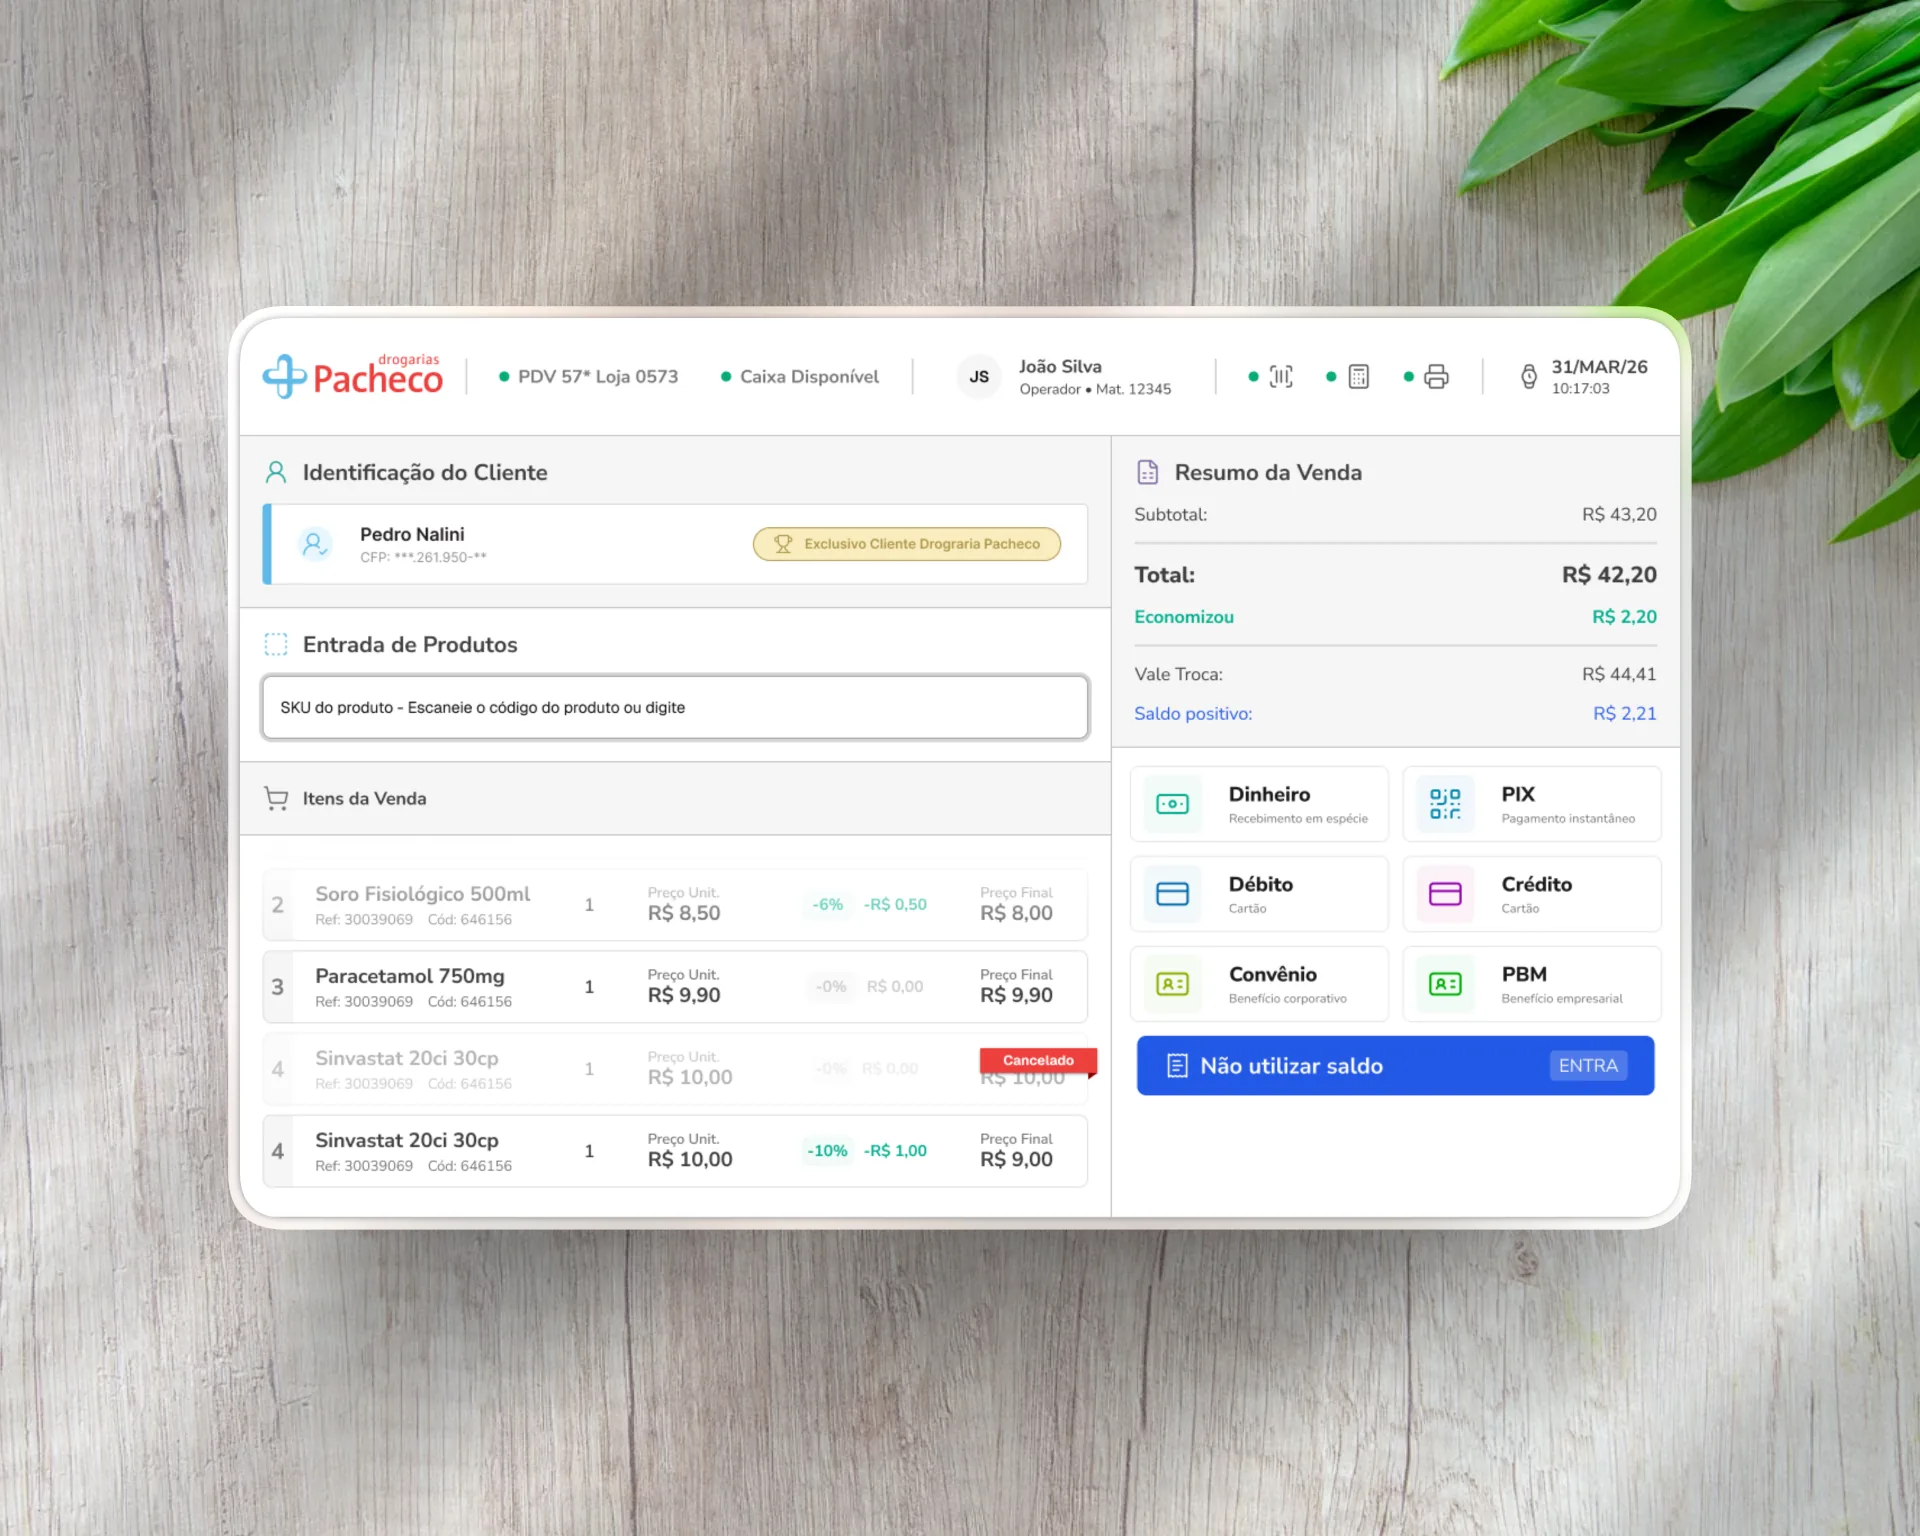 drogarias
Pacheco
PDV 57* Loja 0573
Caixa Disponível
JS
João Silva
Operador • Mat. 12345
31/MAR/26
10:17:03
Identificação do Cliente
Pedro Nalini
CFP: ***.261.950-**
Exclusivo Cliente Drograria Pacheco
Entrada de Produtos
SKU do produto - Escaneie o código do produto ou digite
Itens da Venda
2
Soro Fisiológico 500ml
Ref: 30039069 Cód: 646156
1
Preço Unit.
R$ 8,50
-6% -R$ 0,50
Preço Final
R$ 8,00
3
Paracetamol 750mg
Ref: 30039069 Cód: 646156
1
Preço Unit.
R$ 9,90
-0% R$ 0,00
Preço Final
R$ 9,90
4
Sinvastat 20ci 30cp
Ref: 30039069 Cód: 646156
1
Preço Unit.
R$ 10,00
-0% R$ 0,00
Cancelado
R$ 10,00
4
Sinvastat 20ci 30cp
Ref: 30039069 Cód: 646156
1
Preço Unit.
R$ 10,00
-10% -R$ 1,00
Preço Final
R$ 9,00
Resumo da Venda
Subtotal: R$ 43,20
Total: R$ 42,20
Economizou R$ 2,20
Vale Troca: R$ 44,41
Saldo positivo: R$ 2,21
Dinheiro
Recebimento em espécie
PIX
Pagamento instantâneo
Débito
Cartão
Crédito
Cartão
Convênio
Benefício corporativo
PBM
Benefício empresarial
Não utilizar saldo ENTRA